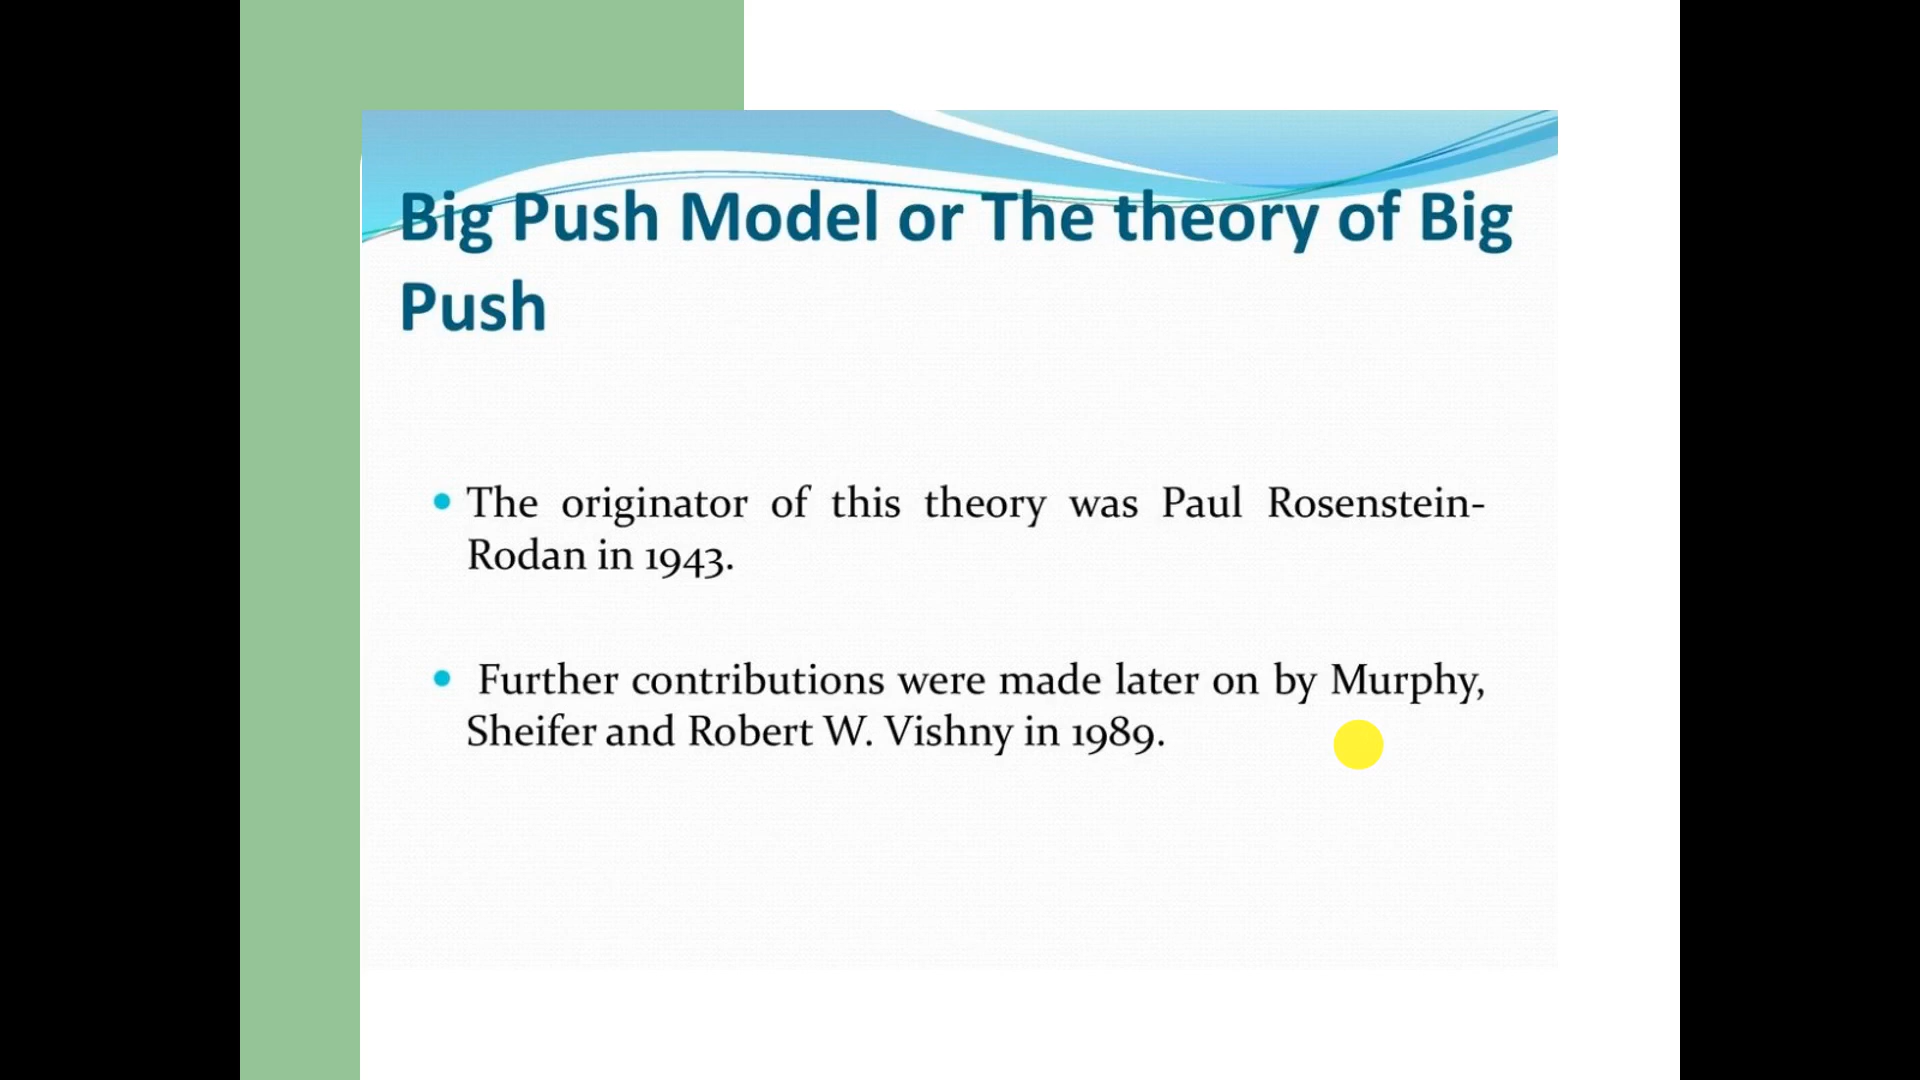 Big Push Model or The theory of Big
Push
The originator of this theory was Paul Rosenstein-
Rodan in 1943.
Further contributions were made later on by Murphy,
Sheifer and Robert W. Vishny in 1989.